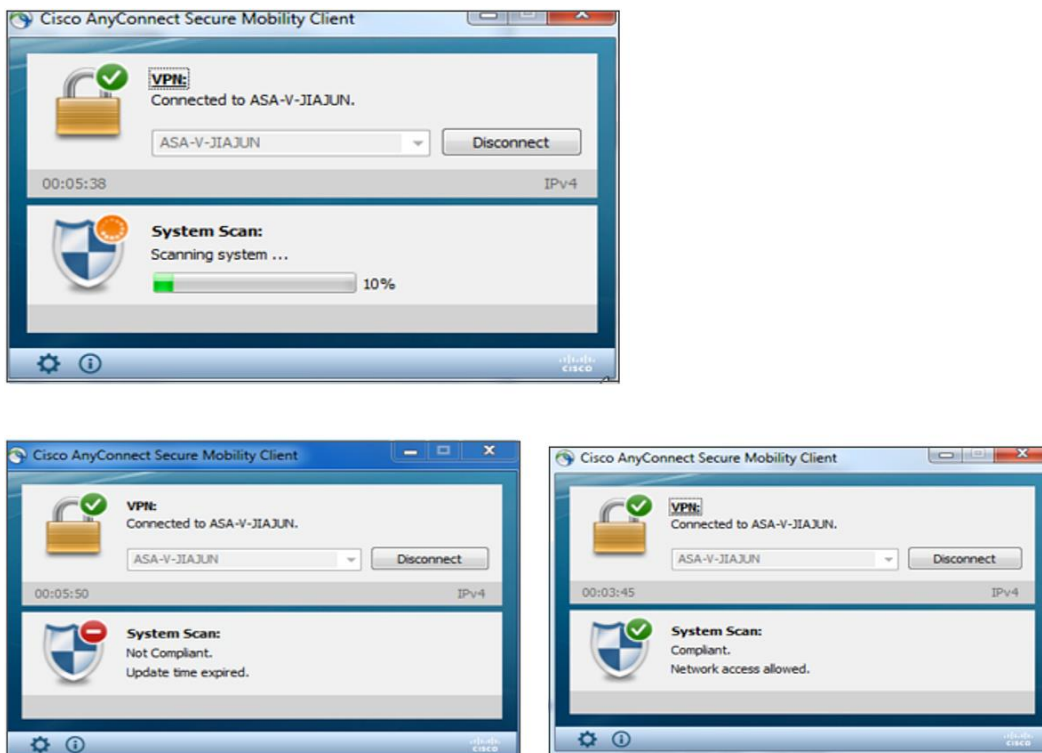 Cisco AnyConnect Secure Mobility Client
VPN:
Connected to ASA-V-JIAJUN.
ASA-V-JIAJUN
Disconnect
00:05:38
IPv4
System Scan:
Scanning system ...
10%
CISCO
Cisco AnyConnect Secure Mobility Client
VPN:
Connected to ASA-V-JIAJUN.
ASA-V-JIAJUN
Disconnect
00:05:50
IPv4
System Scan:
Not Compliant.
Update time expired.
CISCO
Cisco AnyConnect Secure Mobility Client
VPN:
Connected to ASA-V-JIAJUN.
ASA-V-JIAJUN
Disconnect
00:03:45
IPv4
System Scan:
Compliant.
Network access allowed.
CISCO